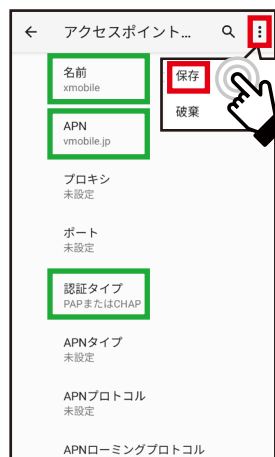 アクセスポイント...
保存
破棄
名前
xmobile
APN
vmobile.jp
プロキシ
未設定
ポート
未設定
認証タイプ
PAPまたはCHAP
APNタイプ
未設定
APNプロトコル
未設定
APNローミングプロトコル